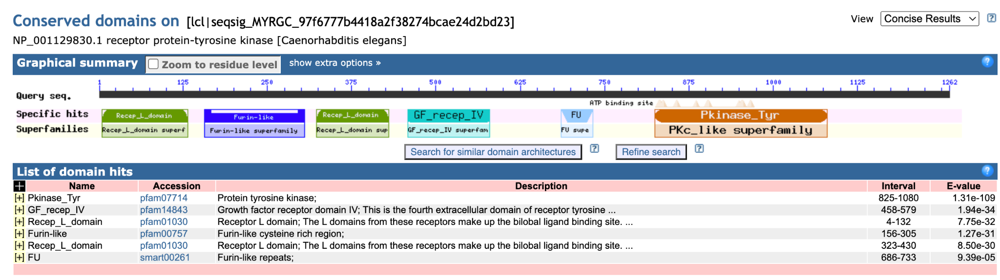 Conserved domains on [lcl|seqsig_MYRGC_97f6777b4418a2f38274bcae24d2bd23]
View Concise Results ?
NP_001129830.1 receptor protein-tyrosine kinase [Caenorhabditis elegans]
Graphical summary Zoom to residue level show extra options » ?
1 125 250 375 500 625 750 875 1000 1125 1262
Query seq.
ATP binding site
Specific hits Recep_L_domain Furin-like Recep_L_domain GF_recep_IV FU Pkinase_Tyr
Superfamilies Recep_L_domain superf Furin-like superfamily Recep_L_domain sup GF_recep_IV superfam FU supe PKc_like superfamily
Search for similar domain architectures ? Refine search ?
List of domain hits ?
+ Name Accession Description Interval E-value
[+] Pkinase_Tyr pfam07714 Protein tyrosine kinase; 825-1080 1.31e-109
[+] GF_recep_IV pfam14843 Growth factor receptor domain IV; This is the fourth extracellular domain of receptor tyrosine ... 458-579 1.94e-34
[+] Recep_L_domain pfam01030 Receptor L domain; The L domains from these receptors make up the bilobal ligand binding site. ... 4-132 7.75e-32
[+] Furin-like pfam00757 Furin-like cysteine rich region; 156-305 1.27e-31
[+] Recep_L_domain pfam01030 Receptor L domain; The L domains from these receptors make up the bilobal ligand binding site. ... 323-430 8.50e-30
[+] FU smart00261 Furin-like repeats; 686-733 9.39e-05